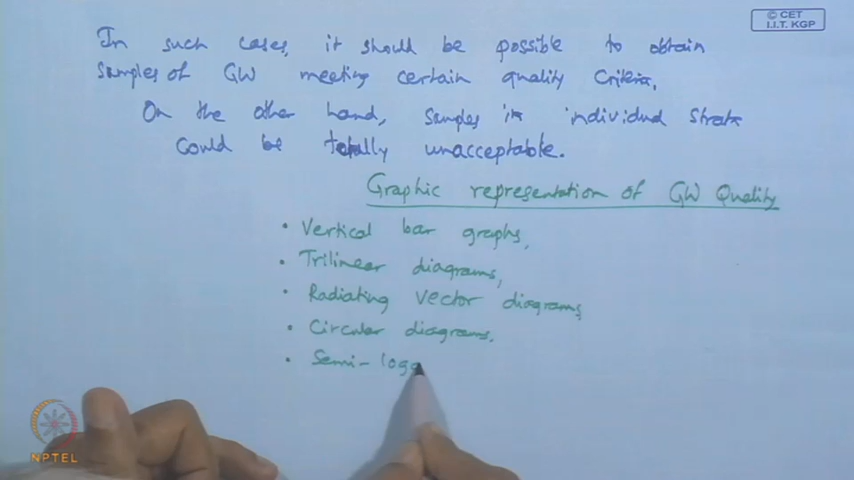 © CET
I.I.T. KGP
In such cases, it should be possible to obtain
samples of GW meeting certain quality criteria.
On the other hand, samples in individual strata
could be totally unacceptable.
Graphic representation of GW Quality
• Vertical bar graphs,
• Trilinear diagrams,
• Radiating vector diagrams,
• Circular diagrams,
• Semi-loga
NPTEL